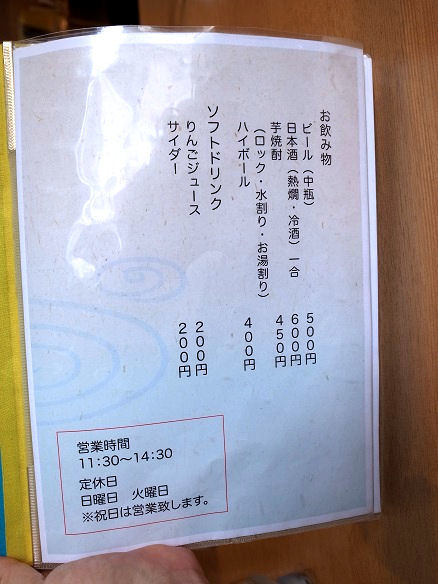 お飲み物
ビール（中瓶） 500円
日本酒（熱燗・冷酒）一合 600円
芋焼酎 450円
（ロック・水割り・お湯割り）
ハイボール 400円
ソフトドリンク
りんごジュース 200円
サイダー 200円
営業時間
11:30～14:30
定休日
日曜日 火曜日
※祝日は営業致します。